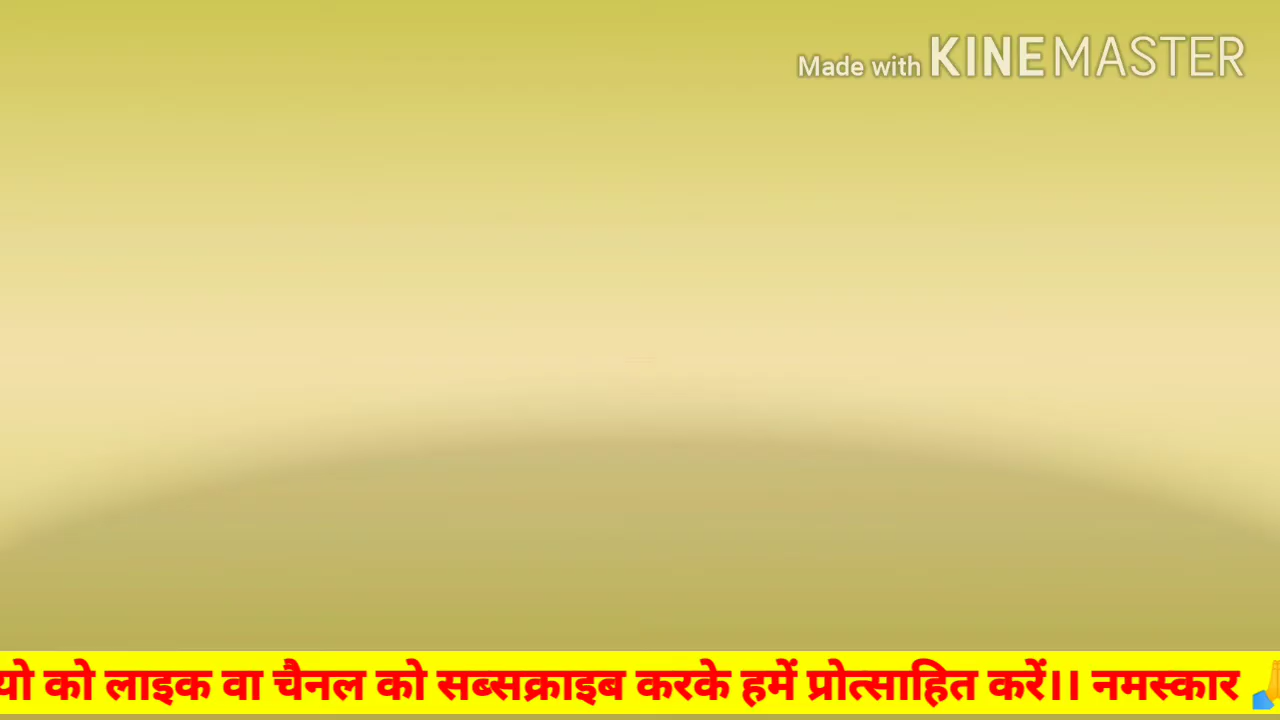 Made with KINEMASTER
को लाइक वा चैनल को सब्सक्राइब करके हमें प्रोत्साहित करें।। नमस्कार